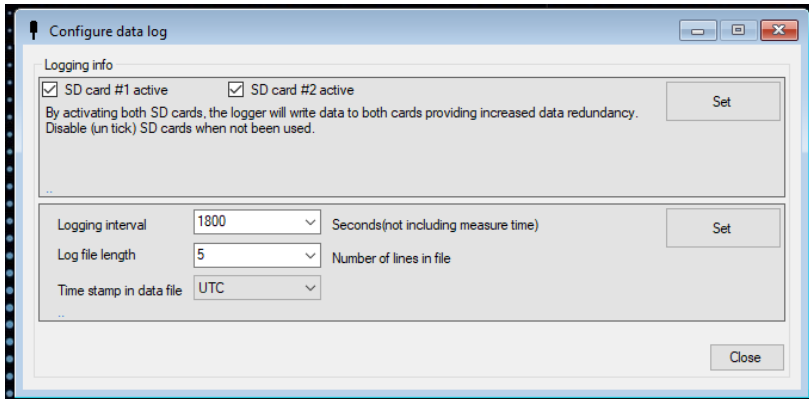 Configure data log
Logging info
SD card #1 active SD card #2 active
By activating both SD cards, the logger will write data to both cards providing increased data redundancy.
Disable (un tick) SD cards when not been used.
Set
..
Logging interval 1800 Seconds(not including measure time)
Set
Log file length 5 Number of lines in file
Time stamp in data file UTC
..
Close